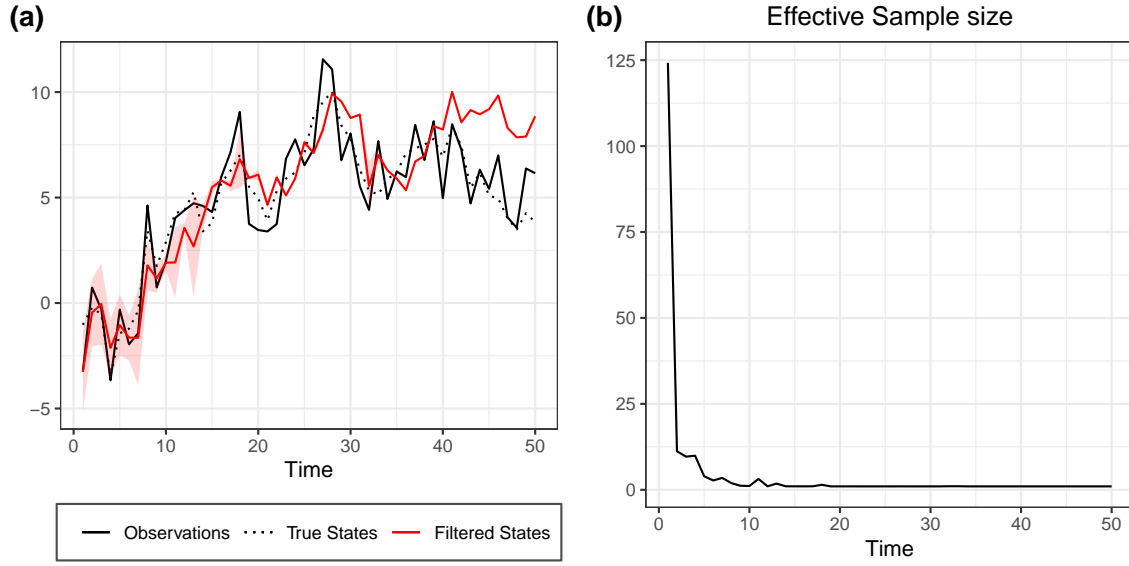 (a)
10
5
0
−5
0 10 20 30 40 50
Time
Observations True States Filtered States
(b)
Effective Sample size
125
100
75
50
25
0
0 10 20 30 40 50
Time